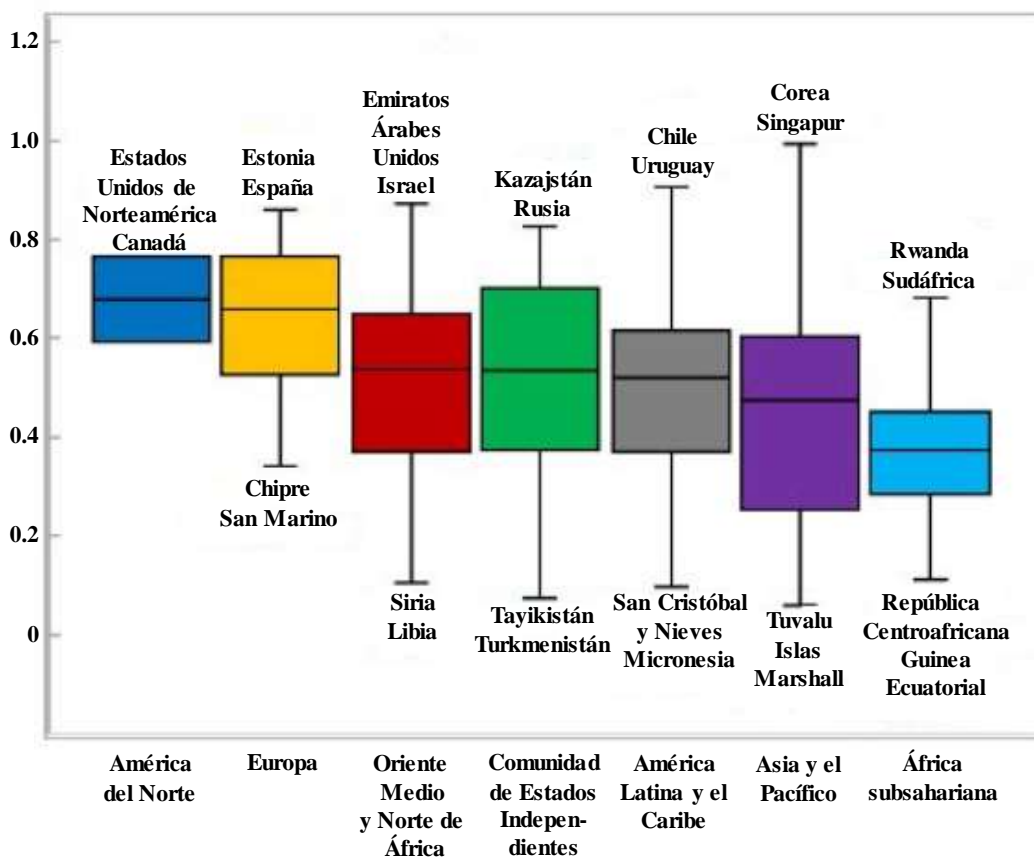 1.2
1.0
0.8
0.6
0.4
0.2
0
Estados
Unidos de
Norteamérica
Canadá
Estonia
España
Chipre
San Marino
Emiratos
Árabes
Unidos
Israel
Siria
Libia
Kazajstán
Rusia
Tayikistán
Turkmenistán
Chile
Uruguay
San Cristóbal
y Nieves
Micronesia
Corea
Singapur
Tuvalu
Islas
Marshall
Rwanda
Sudáfrica
República
Centroafricana
Guinea
Ecuatorial
América
del Norte
Europa
Oriente
Medio
y Norte de
África
Comunidad
de Estados
Indepen-
dientes
América
Latina y el
Caribe
Asia y el
Pacífico
África
subsahariana